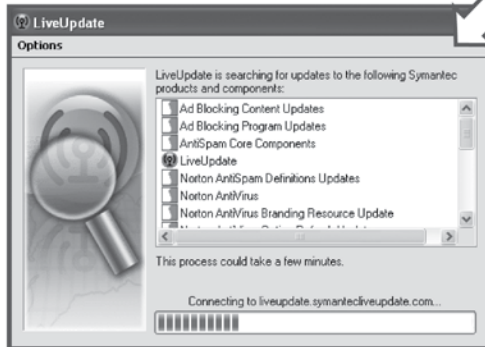 LiveUpdate
Options
LiveUpdate is searching for updates to the following Symantec
products and components:
Ad Blocking Content Updates
Ad Blocking Program Updates
AntiSpam Core Components
LiveUpdate
Norton AntiSpam Definitions Updates
Norton AntiVirus
Norton AntiVirus Branding Resource Update
This process could take a few minutes.
Connecting to liveupdate.symantecliveupdate.com...